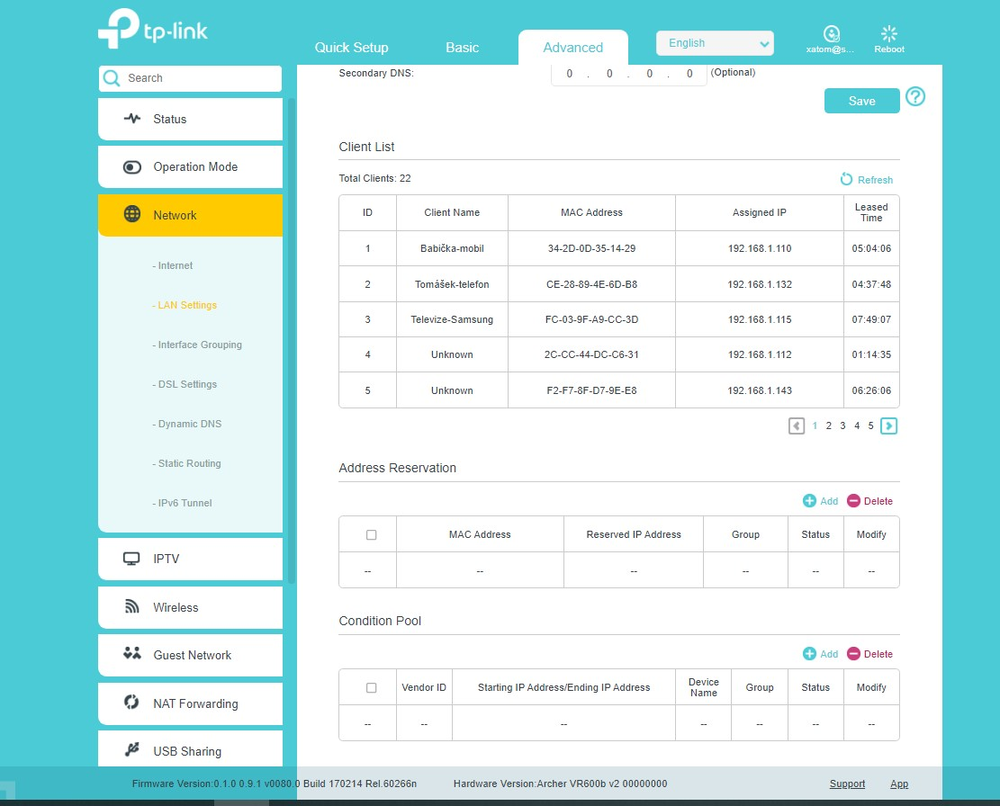 tp-link
Quick Setup
Basic
Advanced
English
xatom@s...
Reboot
Search
Status
Operation Mode
Network
- Internet
- LAN Settings
- Interface Grouping
- DSL Settings
- Dynamic DNS
- Static Routing
- IPv6 Tunnel
IPTV
Wireless
Guest Network
NAT Forwarding
USB Sharing
Secondary DNS: 0 . 0 . 0 . 0 (Optional)
Save
?
Client List
Total Clients: 22
Refresh
ID Client Name MAC Address Assigned IP Leased Time
1 Babička-mobil 34-2D-0D-35-14-29 192.168.1.110 05:04:06
2 Tomášek-telefon CE-28-89-4E-6D-B8 192.168.1.132 04:37:48
3 Televize-Samsung FC-03-9F-A9-CC-3D 192.168.1.115 07:49:07
4 Unknown 2C-CC-44-DC-C6-31 192.168.1.112 01:14:35
5 Unknown F2-F7-8F-D7-9E-E8 192.168.1.143 06:26:06
1 2 3 4 5
Address Reservation
Add Delete
MAC Address Reserved IP Address Group Status Modify
-- -- -- -- -- --
Condition Pool
Add Delete
Vendor ID Starting IP Address/Ending IP Address Device Name Group Status Modify
-- -- -- -- -- -- --
Firmware Version:0.1.0 0.9.1 v0080.0 Build 170214 Rel.60266n Hardware Version:Archer VR600b v2 00000000 Support App